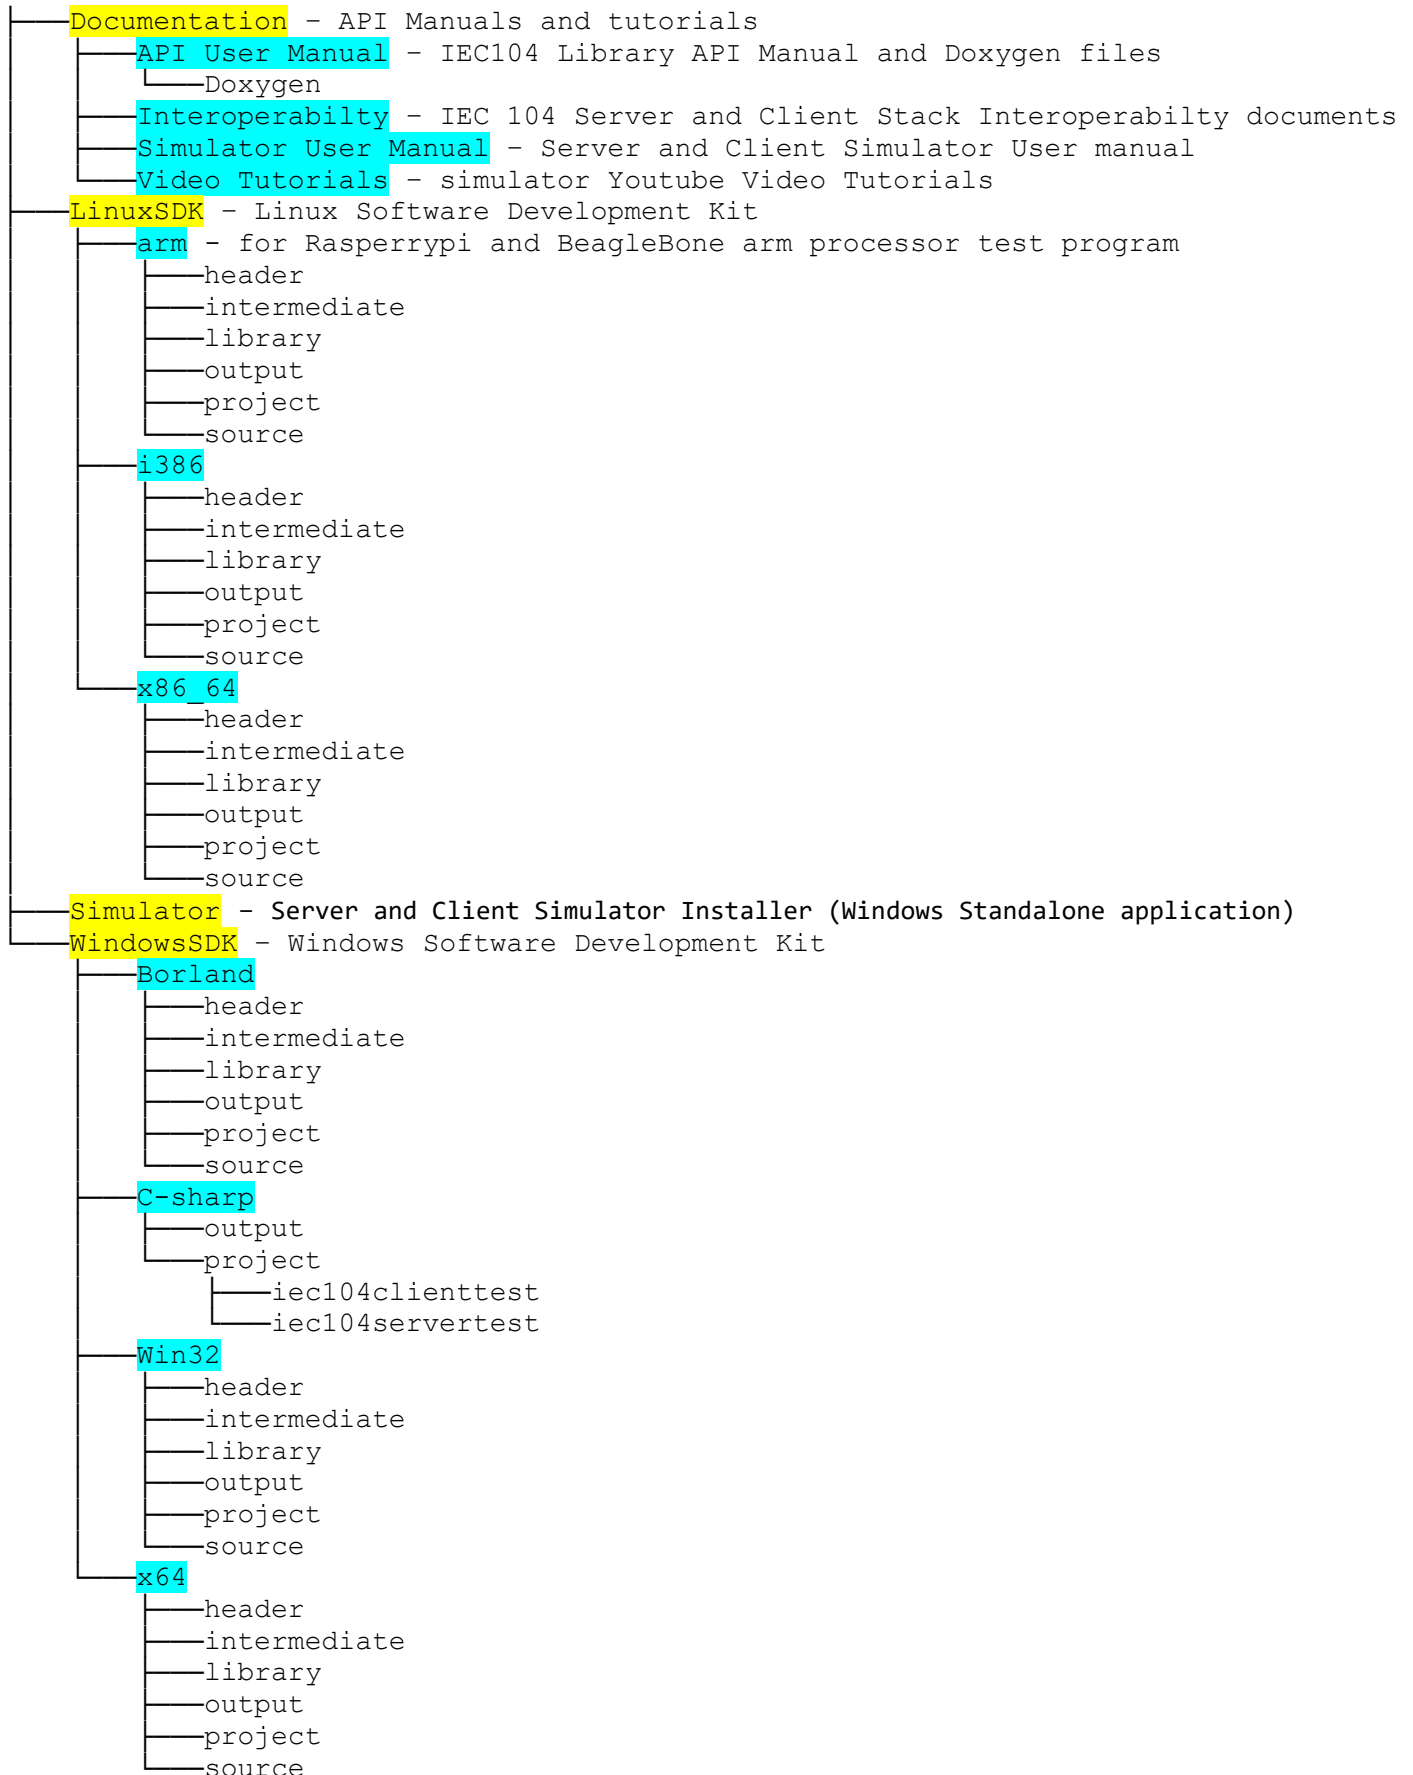 Documentation – API Manuals and tutorials
API User Manual – IEC104 Library API Manual and Doxygen files
Doxygen
Interoperabilty – IEC 104 Server and Client Stack Interoperabilty documents
Simulator User Manual – Server and Client Simulator User manual
Video Tutorials – simulator Youtube Video Tutorials
LinuxSDK – Linux Software Development Kit
arm - for Rasperrypi and BeagleBone arm processor test program
header
intermediate
library
output
project
source
i386
header
intermediate
library
output
project
source
x86_64
header
intermediate
library
output
project
source
Simulator – Server and Client Simulator Installer (Windows Standalone application)
WindowsSDK – Windows Software Development Kit
Borland
header
intermediate
library
output
project
source
C-sharp
output
project
iec104clienttest
iec104servertest
Win32
header
intermediate
library
output
project
source
x64
header
intermediate
library
output
project
source